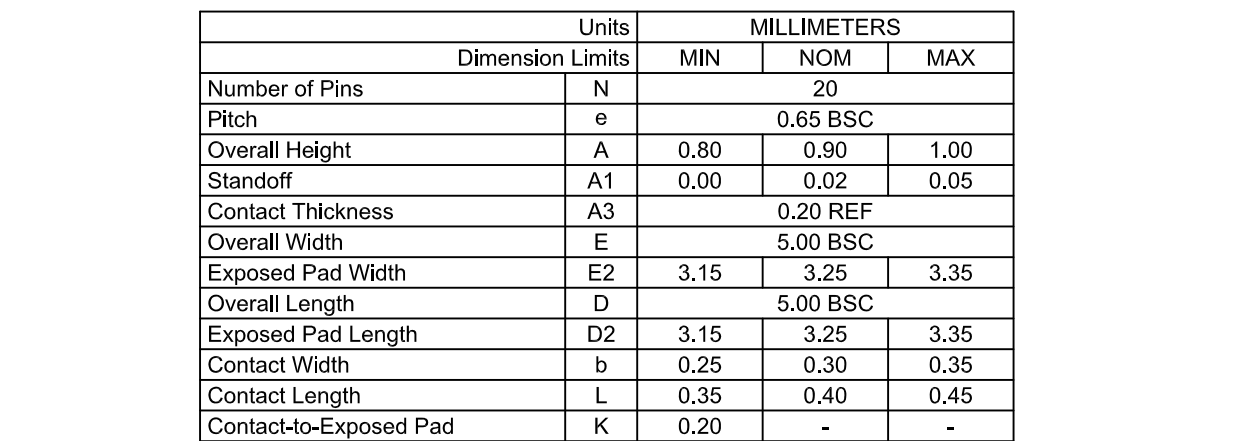 Units MILLIMETERS
Dimension Limits MIN NOM MAX
Number of Pins N 20
Pitch e 0.65 BSC
Overall Height A 0.80 0.90 1.00
Standoff A1 0.00 0.02 0.05
Contact Thickness A3 0.20 REF
Overall Width E 5.00 BSC
Exposed Pad Width E2 3.15 3.25 3.35
Overall Length D 5.00 BSC
Exposed Pad Length D2 3.15 3.25 3.35
Contact Width b 0.25 0.30 0.35
Contact Length L 0.35 0.40 0.45
Contact-to-Exposed Pad K 0.20 - -